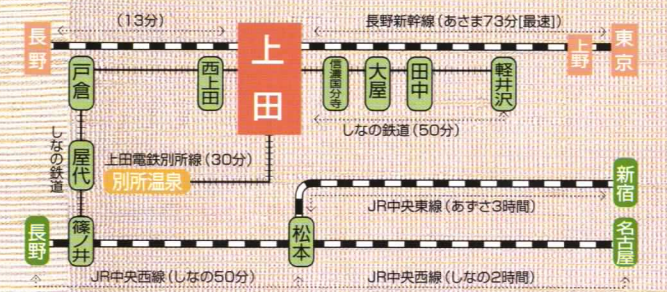 (13分)
長野新幹線(あさま73分[最速])
長野
上田
上野
東京
戸倉
西上田
信濃国分寺
大屋
田中
軽井沢
しなの鉄道(50分)
しなの鉄道
屋代
上田電鉄別所線(30分)
別所温泉
新宿
JR中央東線(あずさ3時間)
長野
篠ノ井
松本
名古屋
JR中央西線(しなの50分)
JR中央西線(しなの2時間)